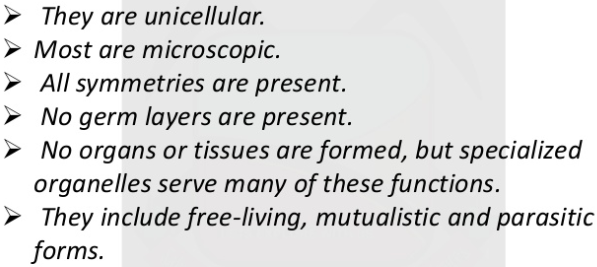 ➤ They are unicellular.
➤ Most are microscopic.
➤ All symmetries are present.
➤ No germ layers are present.
➤ No organs or tissues are formed, but specialized
organelles serve many of these functions.
➤ They include free-living, mutualistic and parasitic
forms.